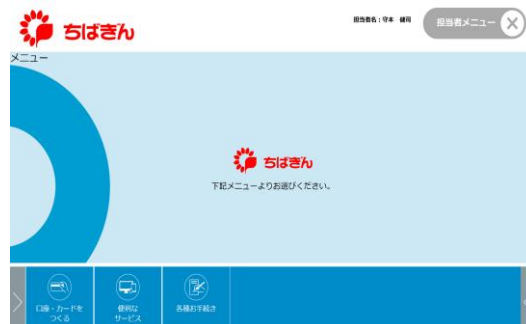 ちばぎん
担当者名：守本 健司
担当者メニュー
メニュー
ちばぎん
下記メニューよりお選びください。
口座・カードを
つくる
便利な
サービス
各種お手続き